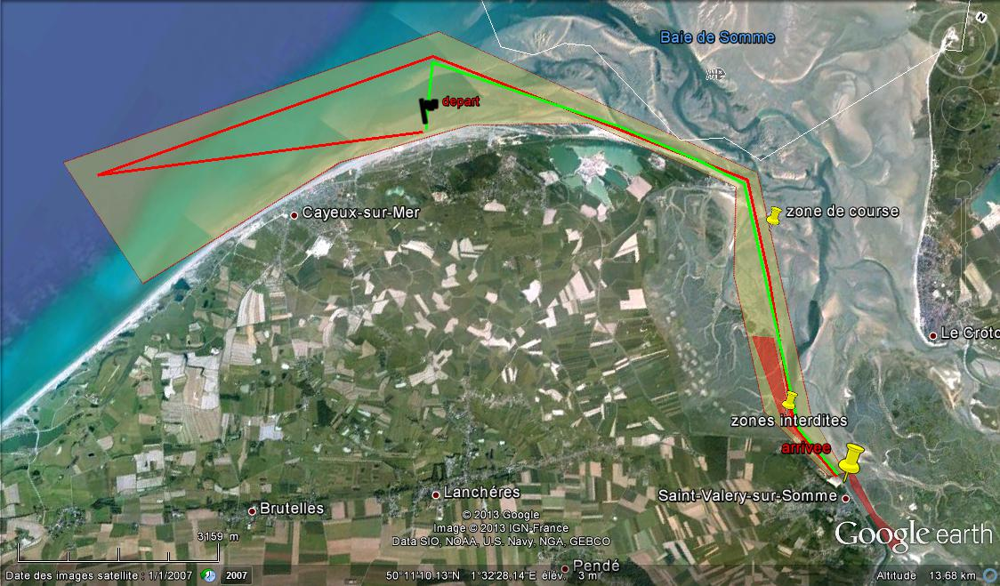 N
Baie de Somme
depart
Cayeux-sur-Mer
zone de course
Le Croto
zones interdites
arrivee
Lanchéres
Saint-Valery-sur-Somme
Brutelles
© 2013 Google
Image © 2013 IGN-France
Data SIO, NOAA, U.S. Navy, NGA, GEBCO
Google earth
3159 m
Pendé
Date des images satellite : 1/1/2007 2007 50°11'10.13"N 1°32'28.14"E élév. 3 m Altitude 13.68 km